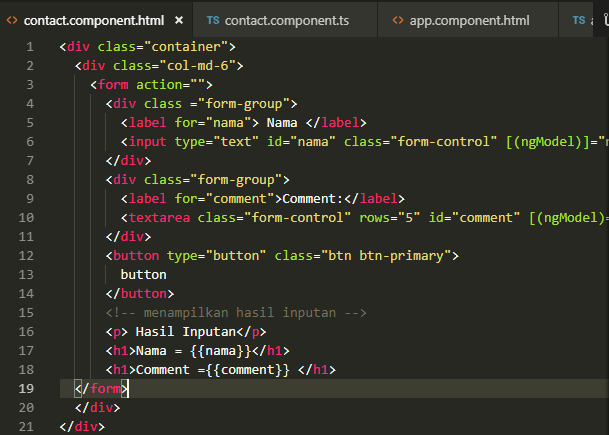 contact.component.html × TS contact.component.ts app.component.html TS
1 <div class="container">
2 <div class="col-md-6">
3 <form action="">
4 <div class ="form-group">
5 <label for="nama"> Nama </label>
6 <input type="text" id="nama" class="form-control" [(ngModel)]="
7 </div>
8 <div class="form-group">
9 <label for="comment">Comment:</label>
10 <textarea class="form-control" rows="5" id="comment" [(ngModel)=
11 </div>
12 <button type="button" class="btn btn-primary">
13 button
14 </button>
15 <!-- menampilkan hasil inputan -->
16 <p> Hasil Inputan</p>
17 <h1>Nama = {{nama}}</h1>
18 <h1>Comment ={{comment}} </h1>
19 </form>
20 </div>
21 </div>